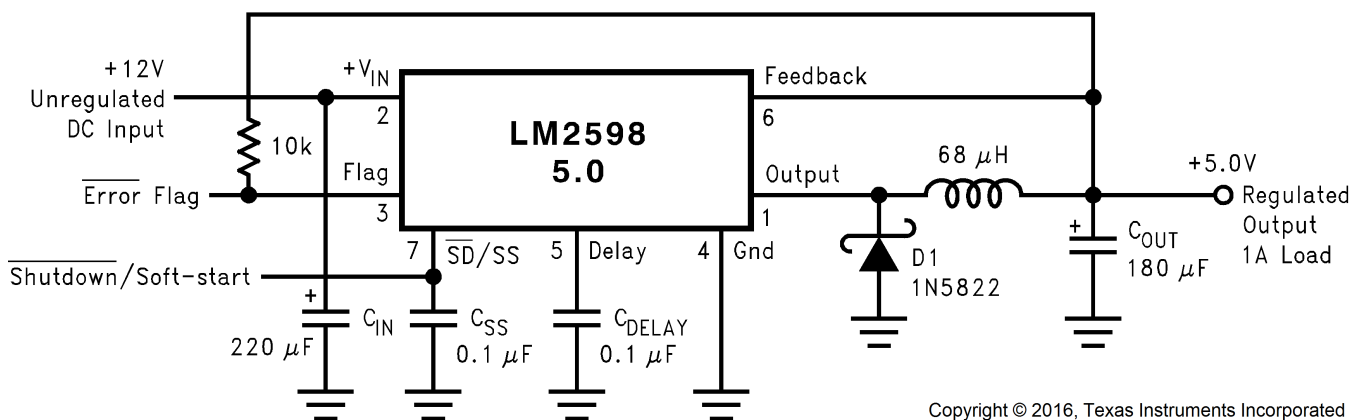 +12V
Unregulated
DC Input
10k
Error Flag
Shutdown/Soft-start
+VIN
2
Flag
3
LM2598
5.0
Feedback
6
Output
1
7
SD/SS
5
Delay
4
Gnd
+
CIN
220 μF
CSS
0.1 μF
CDELAY
0.1 μF
68 μH
D1
1N5822
+
COUT
180 μF
+5.0V
Regulated
Output
1A Load
Copyright © 2016, Texas Instruments Incorporated